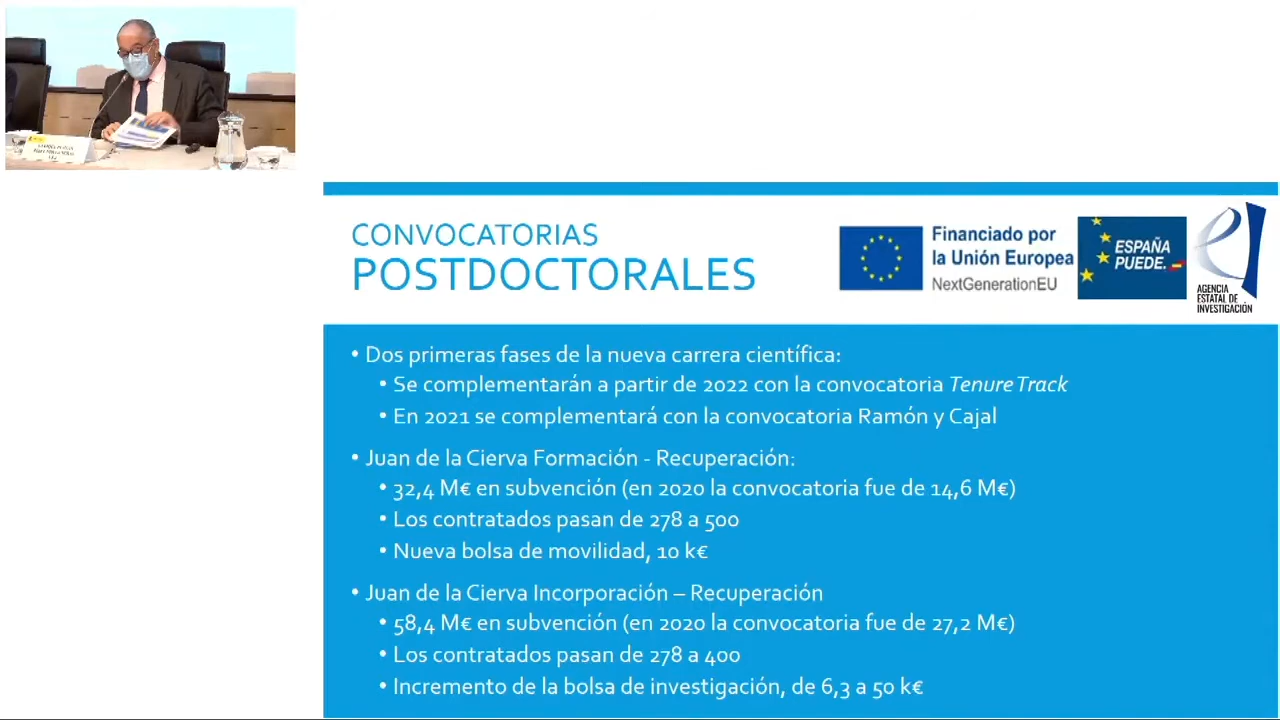 CONVOCATORIAS
POSTDOCTORALES
Financiado por
la Unión Europea
NextGenerationEU
ESPAÑA
PUEDE.
AGENCIA
ESTATAL DE
INVESTIGACIÓN
• Dos primeras fases de la nueva carrera científica:
• Se complementarán a partir de 2022 con la convocatoria Tenure Track
• En 2021 se complementará con la convocatoria Ramón y Cajal
• Juan de la Cierva Formación - Recuperación:
• 32,4 M€ en subvención (en 2020 la convocatoria fue de 14,6 M€)
• Los contratados pasan de 278 a 500
• Nueva bolsa de movilidad, 10 k€
• Juan de la Cierva Incorporación – Recuperación
• 58,4 M€ en subvención (en 2020 la convocatoria fue de 27,2 M€)
• Los contratados pasan de 278 a 400
• Incremento de la bolsa de investigación, de 6,3 a 50 k€